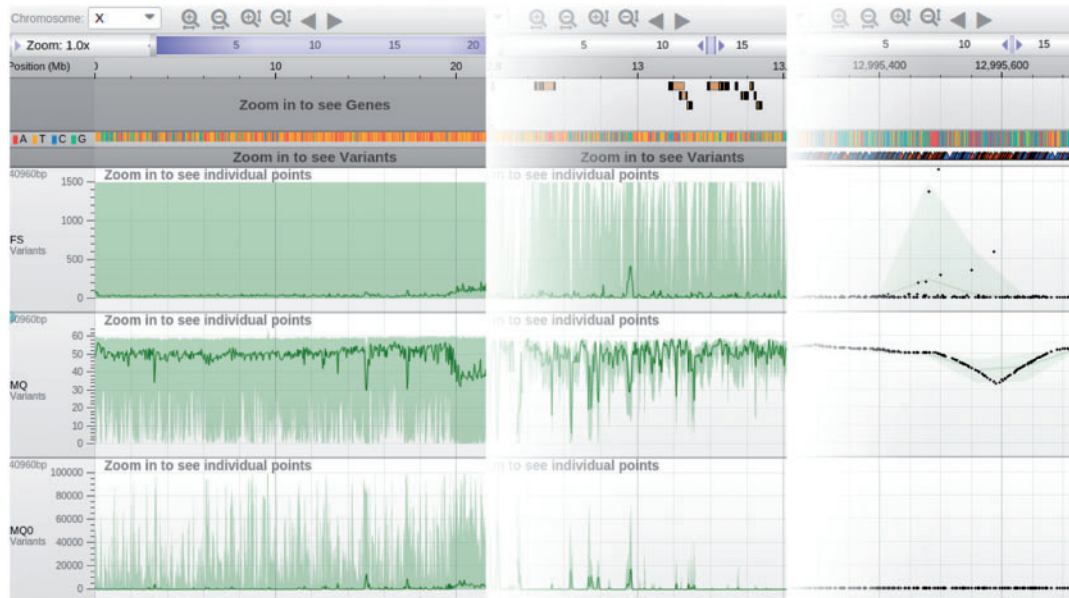 Chromosome: X
Zoom: 1.0x 5 10 15 20 5 10 15 5 10 15
Position (Mb) 0 10 20 13 13. 12,995,400 12,995,600
Zoom in to see Genes
A T C G
Zoom in to see Variants Zoom in to see Variants
40960bp Zoom in to see individual points to see individual points
1500
1000
FS
Variants
500
0
40960bp Zoom in to see individual points to see individual points
60
50
40
MQ
Variants
30
20
10
0
40960bp Zoom in to see individual points n to see individual points
100000
80000
60000
MQ0
Variants
40000
20000
0